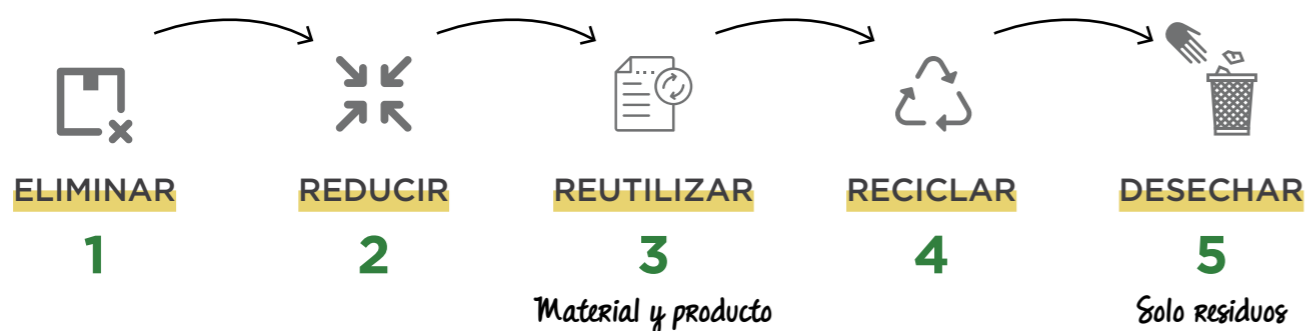 ELIMINAR REDUCIR REUTILIZAR RECICLAR DESECHAR
1 2 3 4 5
Material y producto Solo residuos